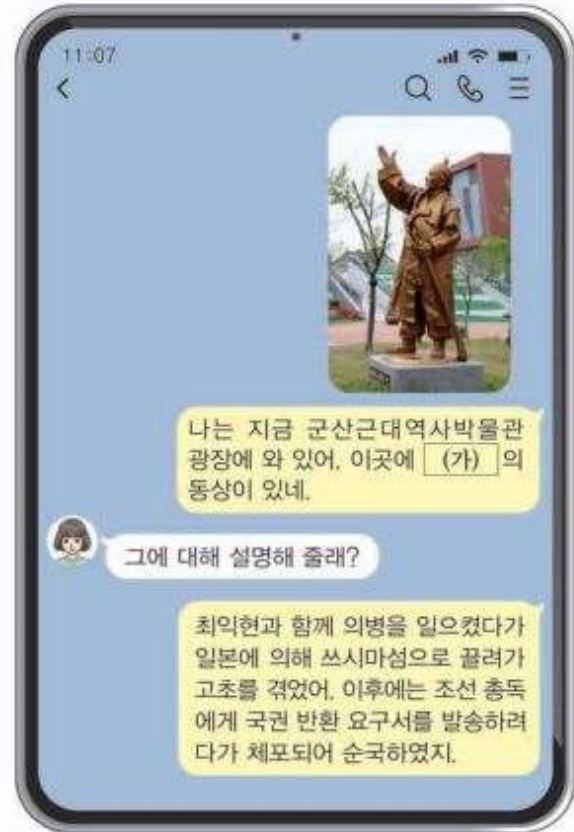 11:07
나는 지금 군산근대역사박물관
광장에 와 있어. 이곳에 (가) 의
동상이 있네.
그에 대해 설명해 줄래?
최익현과 함께 의병을 일으켰다가
일본에 의해 쓰시마섬으로 끌려가
고초를 겪었어. 이후에는 조선 총독
에게 국권 반환 요구서를 발송하려
다가 체포되어 순국하였지.